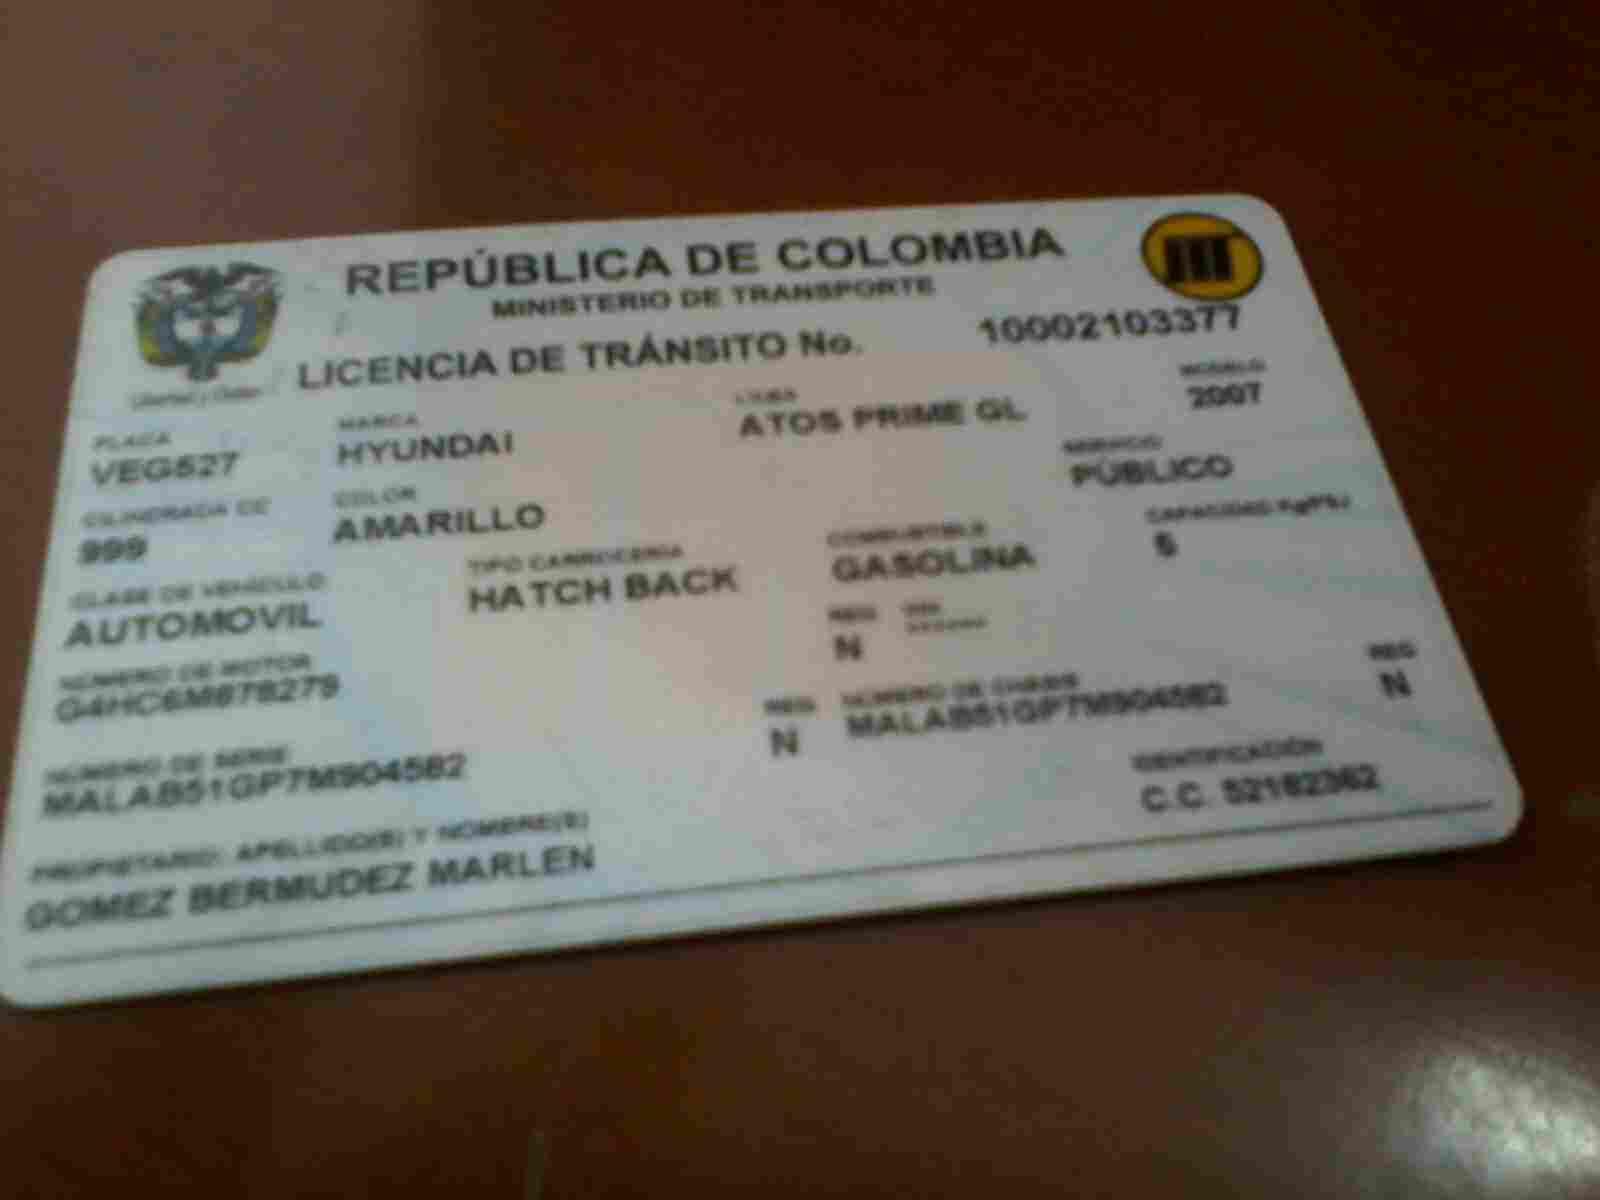 REPÚBLICA DE COLOMBIA
MINISTERIO DE TRANSPORTE
LICENCIA DE TRÁNSITO No. 10002103377
Libertad y Orden
PLACA MARCA LINEA MODELO
VEG527 HYUNDAI ATOS PRIME GL 2007
CILINDRADA CC COLOR SERVICIO
999 AMARILLO PÚBLICO
CLASE DE VEHÍCULO TIPO CARROCERIA COMBUSTIBLE CAPACIDAD Kg/PSJ
AUTOMOVIL HATCH BACK GASOLINA 5
NÚMERO DE MOTOR REG VIN
G4HC6M878279 N *******
NÚMERO DE SERIE REG NÚMERO DE CHASIS REG
MALAB51GP7M904582 N MALAB51GP7M904582 N
PROPIETARIO: APELLIDO(S) Y NOMBRE(S) IDENTIFICACIÓN
GOMEZ BERMUDEZ MARLEN C.C. 52182362